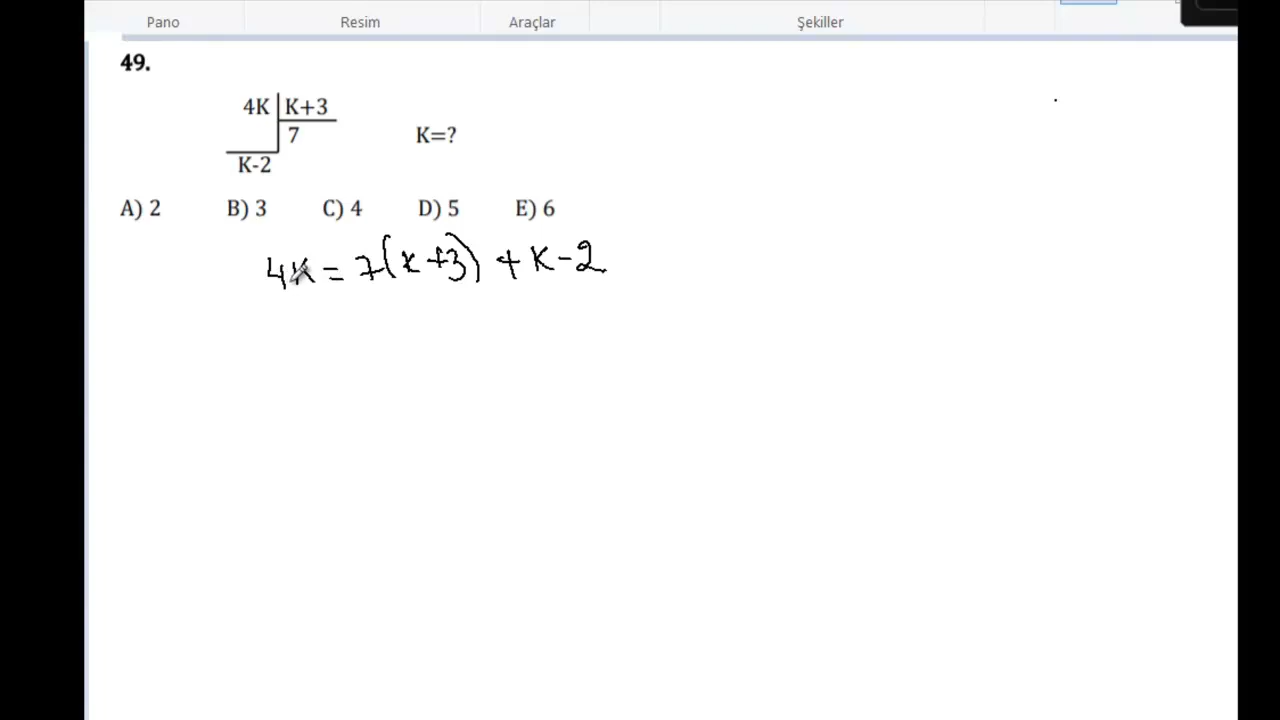 Pano Resim Araçlar Şekiller
49.
4K K+3
7 K=?
K-2
A) 2 B) 3 C) 4 D) 5 E) 6
4K = 7(K+3) + K-2